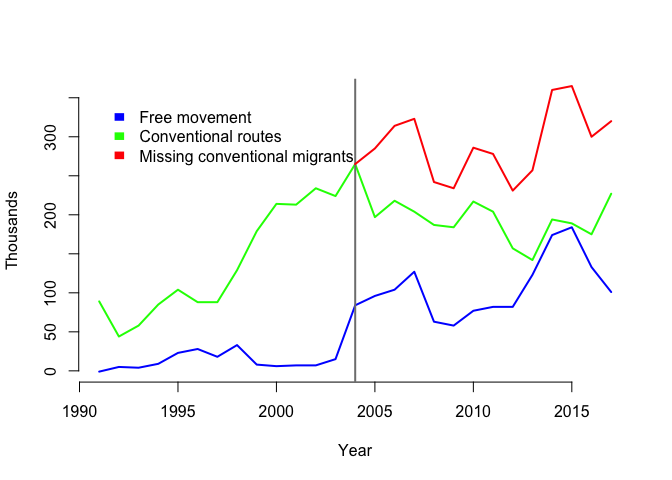 Free movement
Conventional routes
Missing conventional migrants
Thousands
300
200
100
50
0
1990 1995 2000 2005 2010 2015
Year